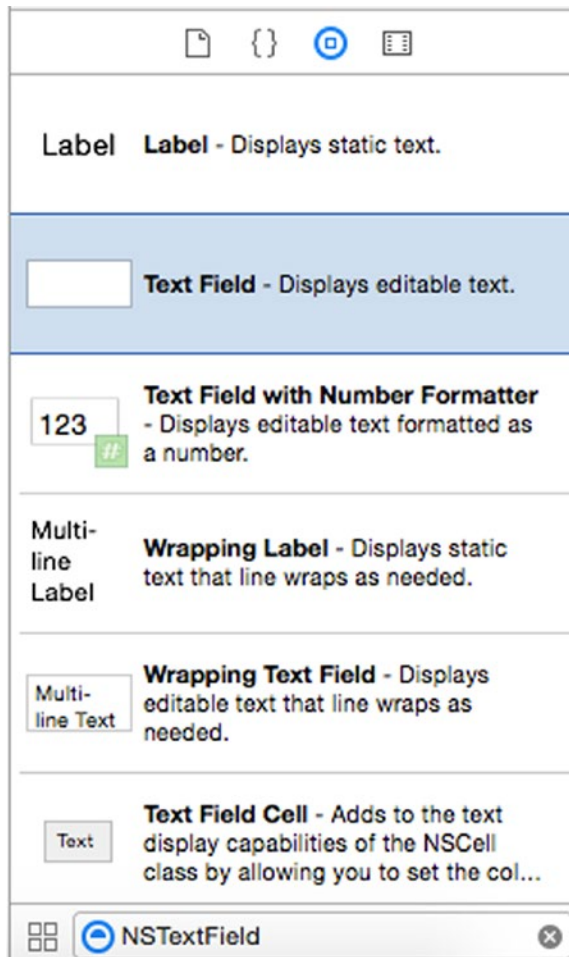 Label
Label - Displays static text.
Text Field - Displays editable text.
123
#
Text Field with Number Formatter
- Displays editable text formatted as
a number.
Multi-
line
Label
Wrapping Label - Displays static
text that line wraps as needed.
Multi-
line Text
Wrapping Text Field - Displays
editable text that line wraps as
needed.
Text
Text Field Cell - Adds to the text
display capabilities of the NSCell
class by allowing you to set the col...
NSTextField